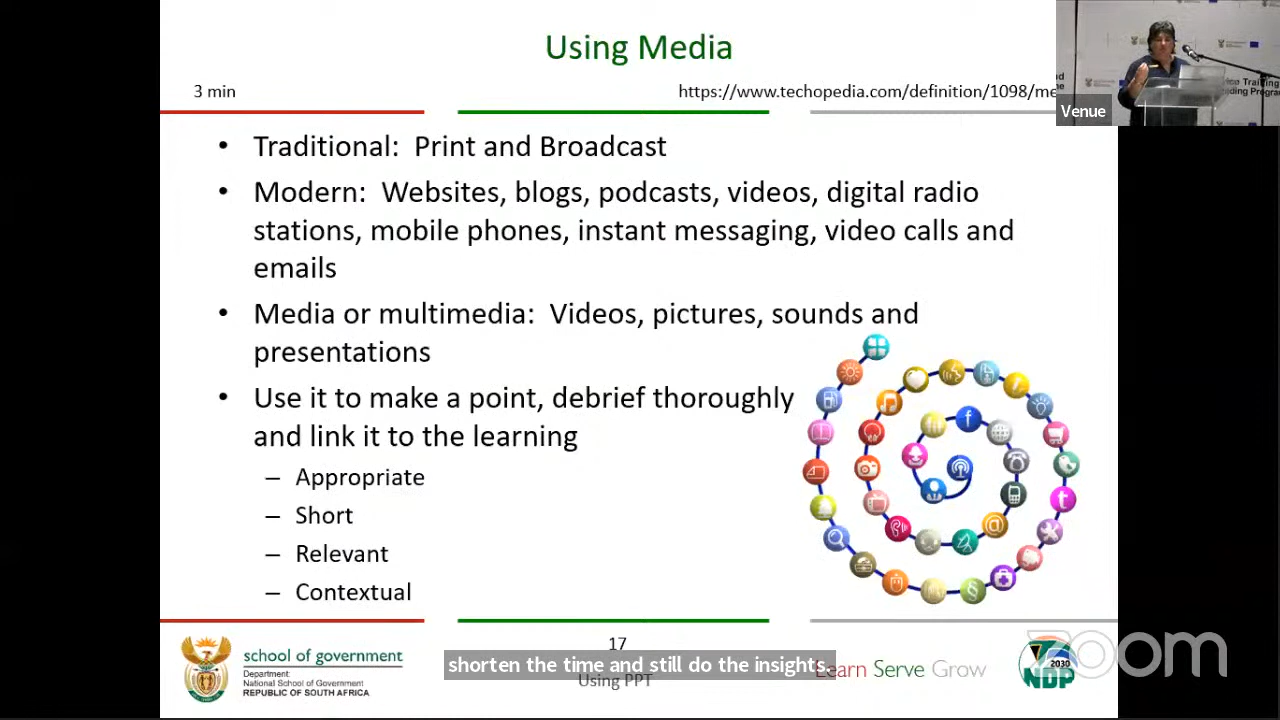 Using Media
3 min
https://www.techopedia.com/definition/1098/me
Venue
• Traditional: Print and Broadcast
• Modern: Websites, blogs, podcasts, videos, digital radio
stations, mobile phones, instant messaging, video calls and
emails
• Media or multimedia: Videos, pictures, sounds and
presentations
• Use it to make a point, debrief thoroughly
and link it to the learning
– Appropriate
– Short
– Relevant
– Contextual
17
shorten the time and still do the insights.
Using PPT
school of government
Department:
National School of Government
REPUBLIC OF SOUTH AFRICA
Learn Serve Grow
2030
NDP
zoom